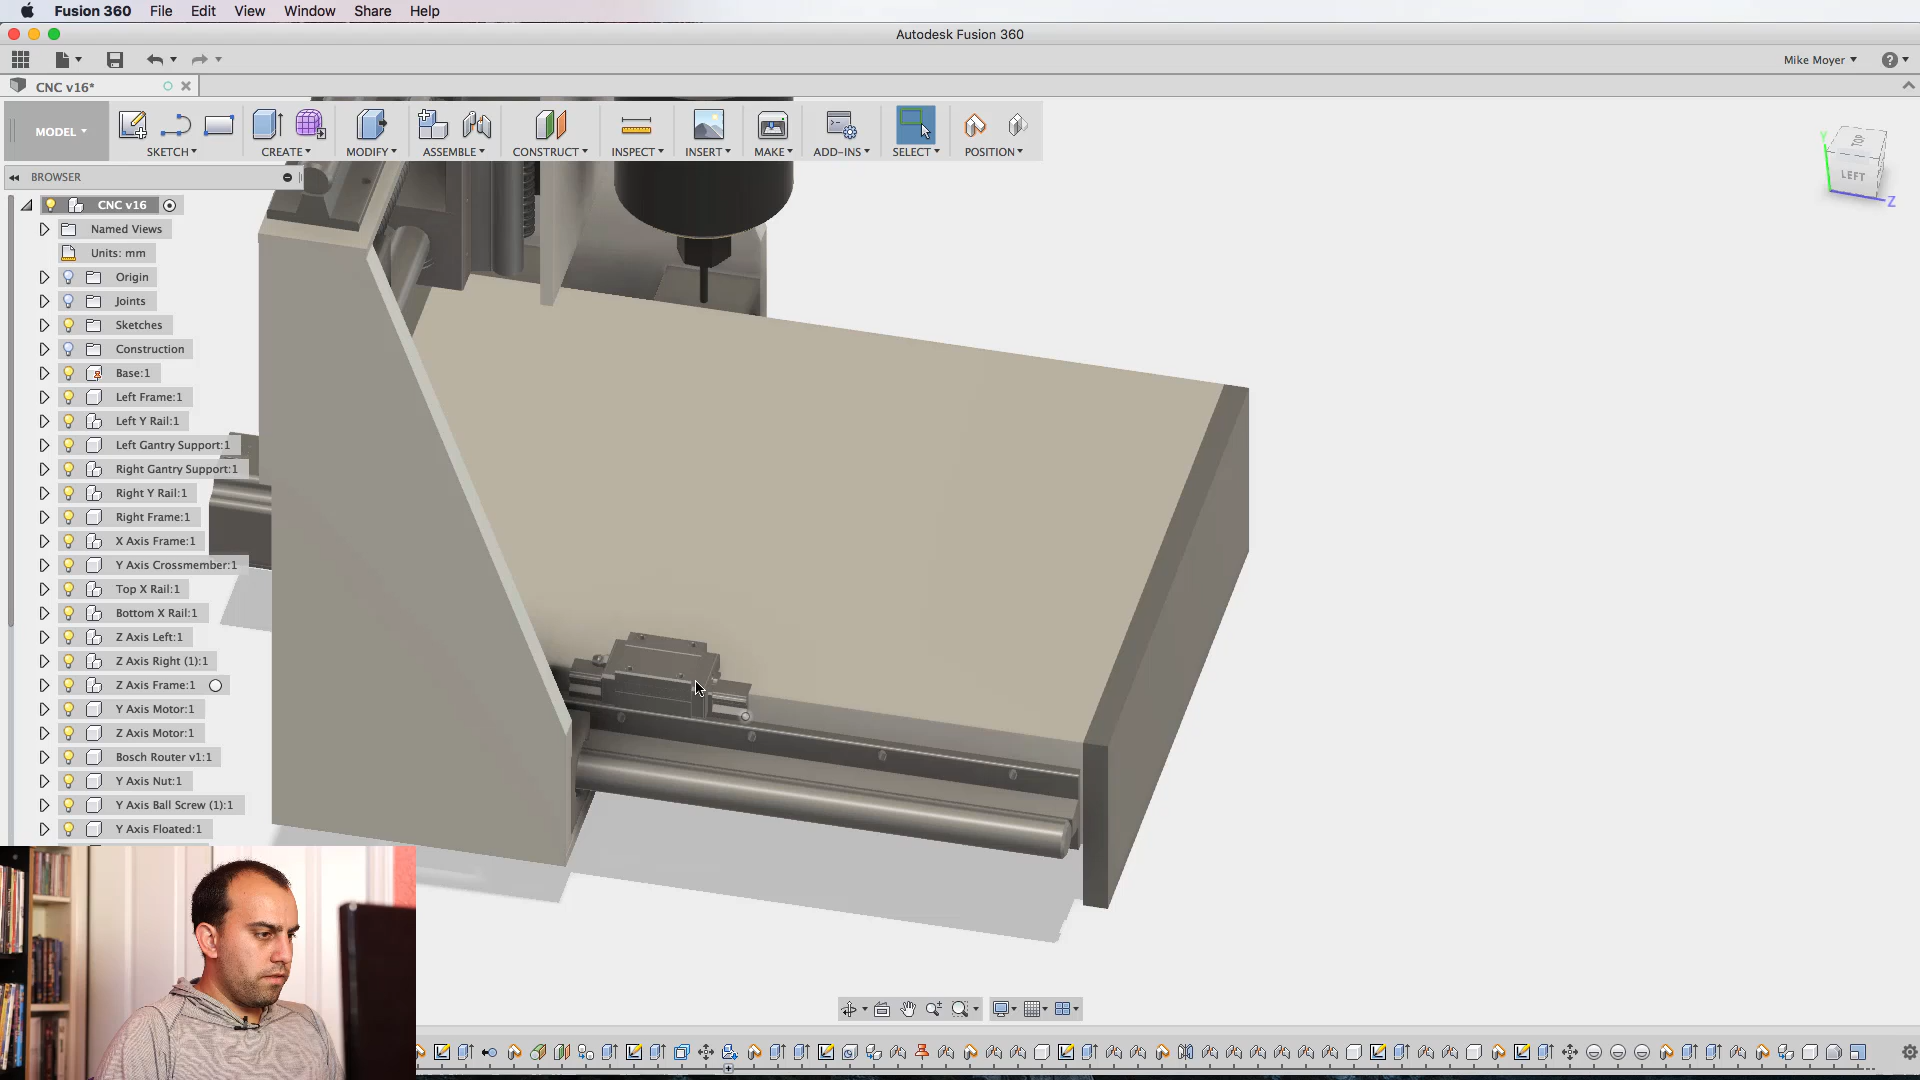 Fusion 360 File Edit View Window Share Help
Autodesk Fusion 360
Mike Moyer
CNC v16*
MODEL
SKETCH
CREATE
MODIFY
ASSEMBLE
CONSTRUCT
INSPECT
INSERT
MAKE
ADD-INS
SELECT
POSITION
TOP
LEFT
Y
Z
BROWSER
CNC v16
Named Views
Units: mm
Origin
Joints
Sketches
Construction
Base:1
Left Frame:1
Left Y Rail:1
Left Gantry Support:1
Right Gantry Support:1
Right Y Rail:1
Right Frame:1
X Axis Frame:1
Y Axis Crossmember:1
Top X Rail:1
Bottom X Rail:1
Z Axis Left:1
Z Axis Right (1):1
Z Axis Frame:1
Y Axis Motor:1
Z Axis Motor:1
Bosch Router v1:1
Y Axis Nut:1
Y Axis Ball Screw (1):1
Y Axis Floated:1